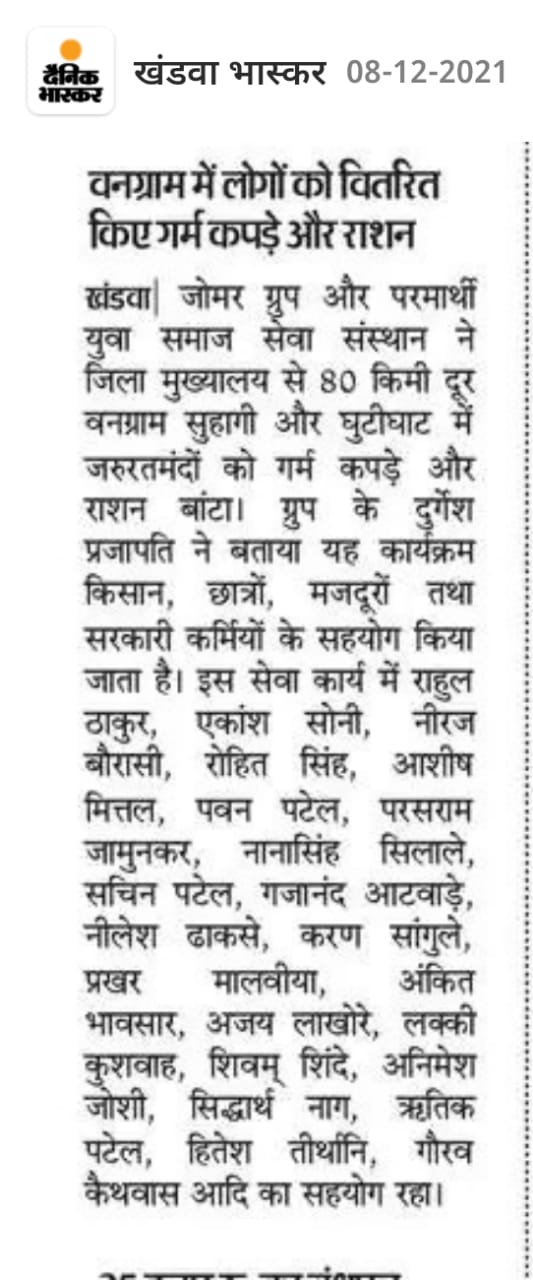 दैनिक
भास्कर
खंडवा भास्कर 08-12-2021
वनग्राम में लोगों को वितरित
किए गर्म कपड़े और राशन
खंडवा| जोमर ग्रुप और परमार्थी
युवा समाज सेवा संस्थान ने
जिला मुख्यालय से 80 किमी दूर
वनग्राम सुहागी और घुटीघाट में
जरुरतमंदों को गर्म कपड़े और
राशन बांटा। ग्रुप के दुर्गेश
प्रजापति ने बताया यह कार्यक्रम
किसान, छात्रों, मजदूरों तथा
सरकारी कर्मियों के सहयोग किया
जाता है। इस सेवा कार्य में राहुल
ठाकुर, एकांश सोनी, नीरज
बौरासी, रोहित सिंह, आशीष
मित्तल, पवन पटेल, परसराम
जामुनकर, नानासिंह सिलाले,
सचिन पटेल, गजानंद आटवाड़े,
नीलेश ढाकसे, करण सांगुले,
प्रखर मालवीया, अंकित
भावसार, अजय लाखोरे, लक्की
कुशवाह, शिवम् शिंदे, अनिमेश
जोशी, सिद्धार्थ नाग, ऋतिक
पटेल, हितेश तीर्थानि, गौरव
कैथवास आदि का सहयोग रहा।